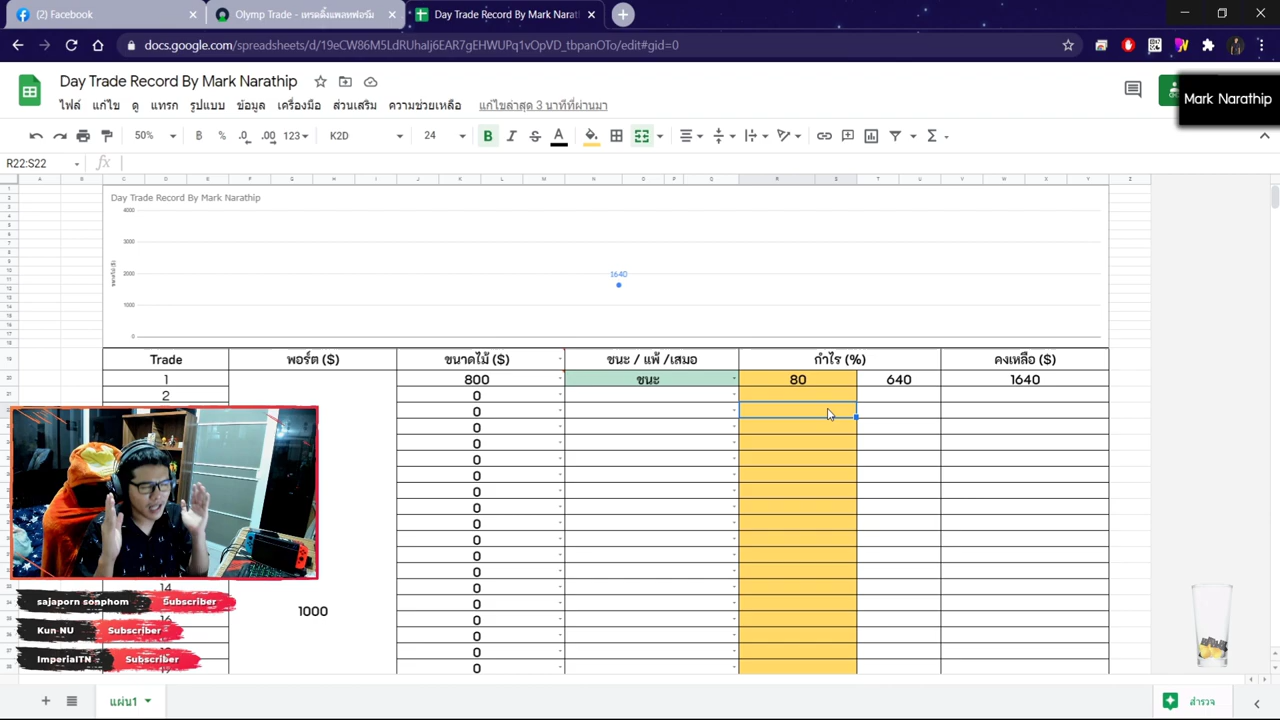 (2) Facebook
Olymp Trade - เทรดดิ้งแพลทฟอร์ม
Day Trade Record By Mark Narat
docs.google.com/spreadsheets/d/19eCW86M5LdRUhaIj6EAR7gEHWUPq1vOpVD_tbpanOTo/edit#gid=0
Day Trade Record By Mark Narathip
ไฟล์ แก้ไข ดู แทรก รูปแบบ ข้อมูล เครื่องมือ ส่วนเสริม ความช่วยเหลือ แก้ไขล่าสุด 3 นาทีที่ผ่านมา
Mark Narathip
50% ฿ % .0 .00 123 K2D 24 B I S A Σ
R22:S22 fx
A B C D E F G H I J K L M N O P Q R S T U V W X Y Z
Day Trade Record By Mark Narathip
4000
3000
2000
1000
0
1640
Trade พอร์ต ($) ขนาดไม้ ($) ชนะ / แพ้ /เสมอ กำไร (%) คงเหลือ ($)
1 800 ชนะ 80 640 1640
2 0
0
0
0
0
0
0
0
0
0
0
0
14 0
1000
0
16 0
0
0
sajaporn sonphom Subscriber
Kun NU Subscriber
ImperialTN Subscriber
แผ่น1
สำรวจ